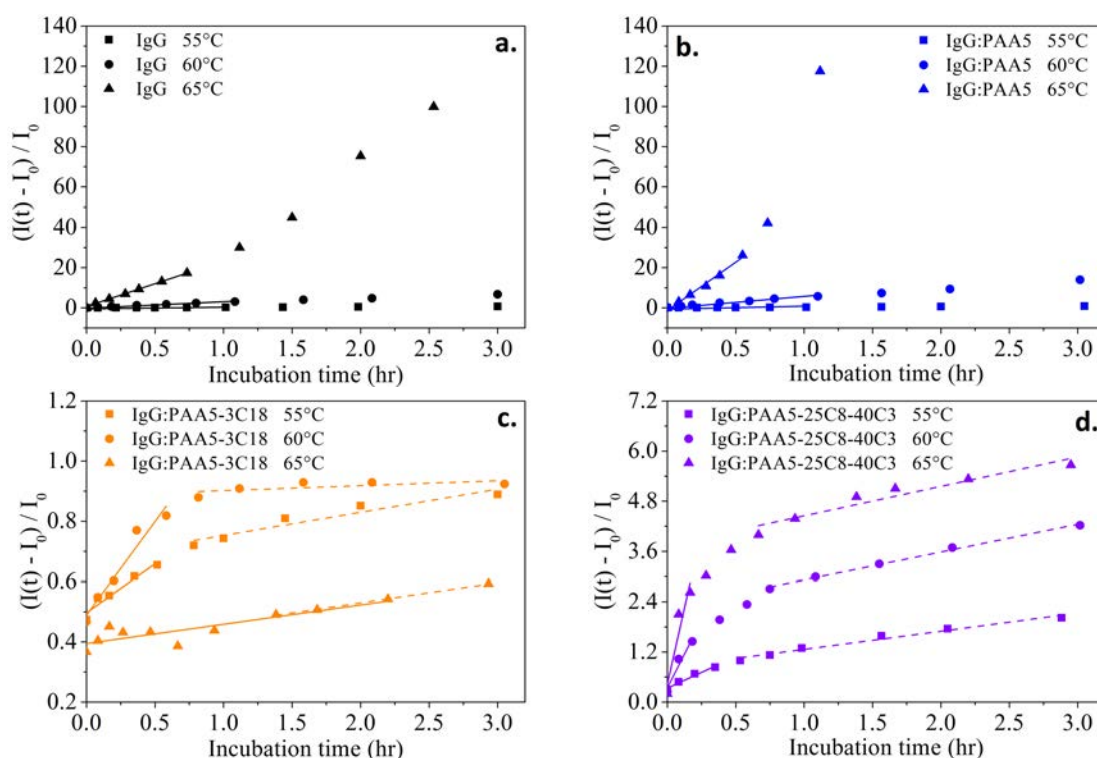 a.
IgG 55°C
IgG 60°C
IgG 65°C
(I(t) - I₀) / I₀
140
120
100
80
60
40
20
0
0.0 0.5 1.0 1.5 2.0 2.5 3.0
Incubation time (hr)
b.
IgG:PAA5 55°C
IgG:PAA5 60°C
IgG:PAA5 65°C
(I(t) - I₀) / I₀
140
120
100
80
60
40
20
0
0.0 0.5 1.0 1.5 2.0 2.5 3.0
Incubation time (hr)
c.
IgG:PAA5-3C18 55°C
IgG:PAA5-3C18 60°C
IgG:PAA5-3C18 65°C
(I(t) - I₀) / I₀
1.2
1.0
0.8
0.6
0.4
0.2
0.0 0.5 1.0 1.5 2.0 2.5 3.0
Incubation time (hr)
d.
IgG:PAA5-25C8-40C3 55°C
IgG:PAA5-25C8-40C3 60°C
IgG:PAA5-25C8-40C3 65°C
(I(t) - I₀) / I₀
7.2
6.0
4.8
3.6
2.4
1.2
0.0
0.0 0.5 1.0 1.5 2.0 2.5 3.0
Incubation time (hr)